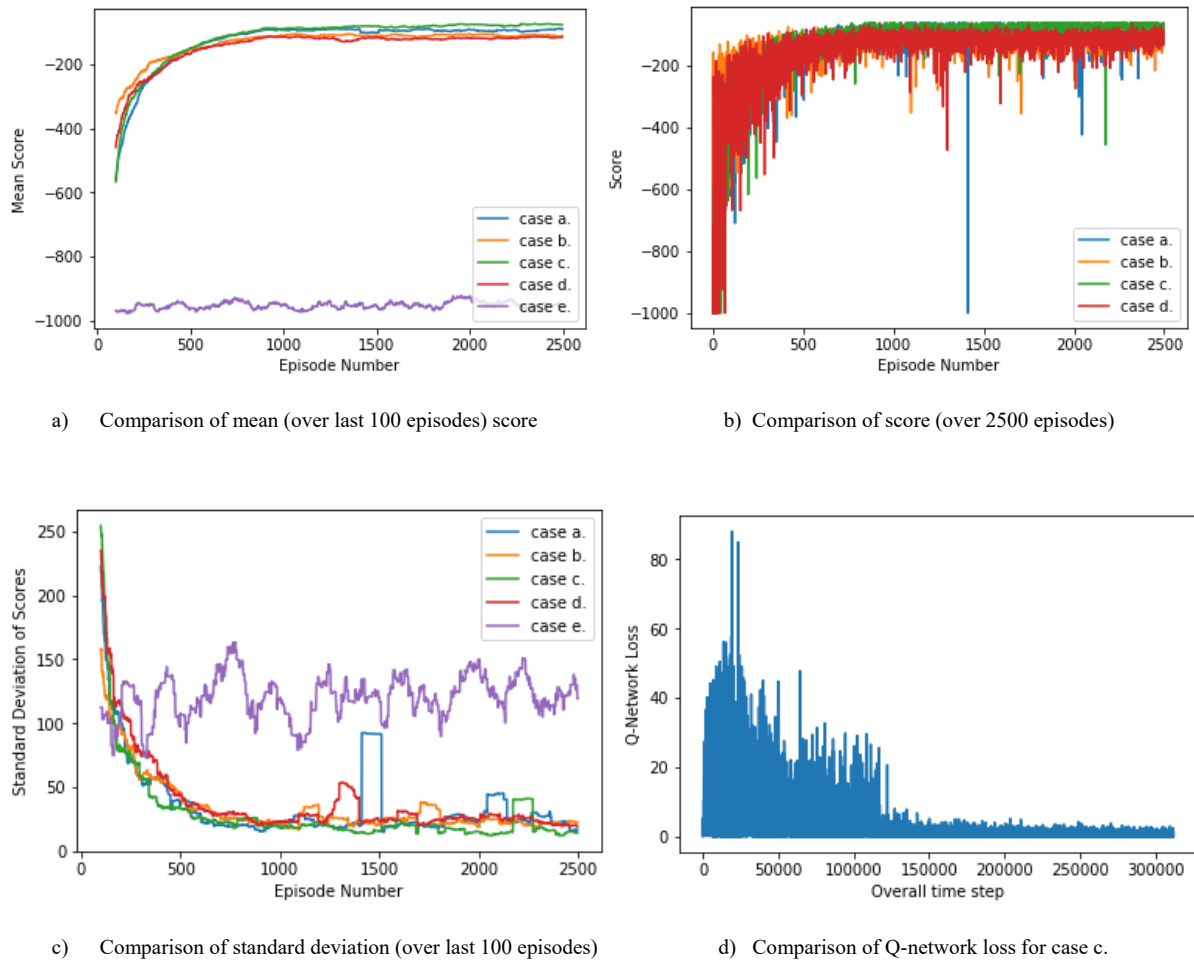 −200
−400
−600
−800
−1000
Mean Score
0
500
1000
1500
2000
2500
Episode Number
case a.
case b.
case c.
case d.
case e.
a) Comparison of mean (over last 100 episodes) score
−200
−400
−600
−800
−1000
Score
0
500
1000
1500
2000
2500
Episode Number
case a.
case b.
case c.
case d.
b) Comparison of score (over 2500 episodes)
250
200
150
100
50
0
Standard Deviation of Scores
0
500
1000
1500
2000
2500
Episode Number
case a.
case b.
case c.
case d.
case e.
c) Comparison of standard deviation (over last 100 episodes)
80
60
40
20
0
Q-Network Loss
0
50000
100000
150000
200000
250000
300000
Overall time step
d) Comparison of Q-network loss for case c.